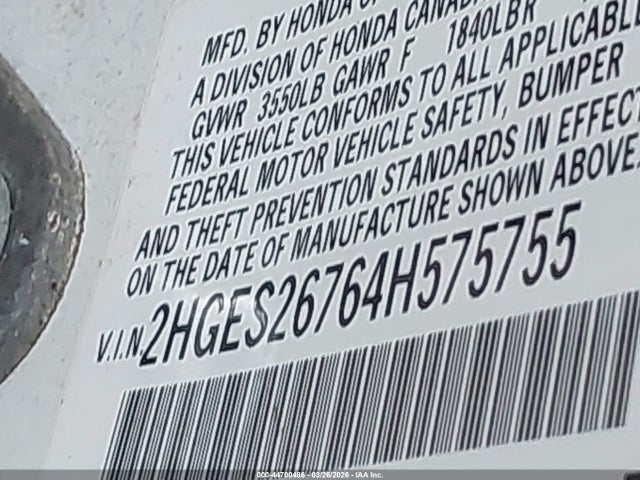 MFD. BY HONDA OF
A DIVISION OF HONDA CANADA
GVWR 3550LB GAWR F 1840LBR
THIS VEHICLE CONFORMS TO ALL APPLICABLE
FEDERAL MOTOR VEHICLE SAFETY, BUMPER
AND THEFT PREVENTION STANDARDS IN EFFECT
ON THE DATE OF MANUFACTURE SHOWN ABOVE.
V.I.N. 2HGES26764H575755
000-44700486 - 03/26/2026 - IAA Inc.